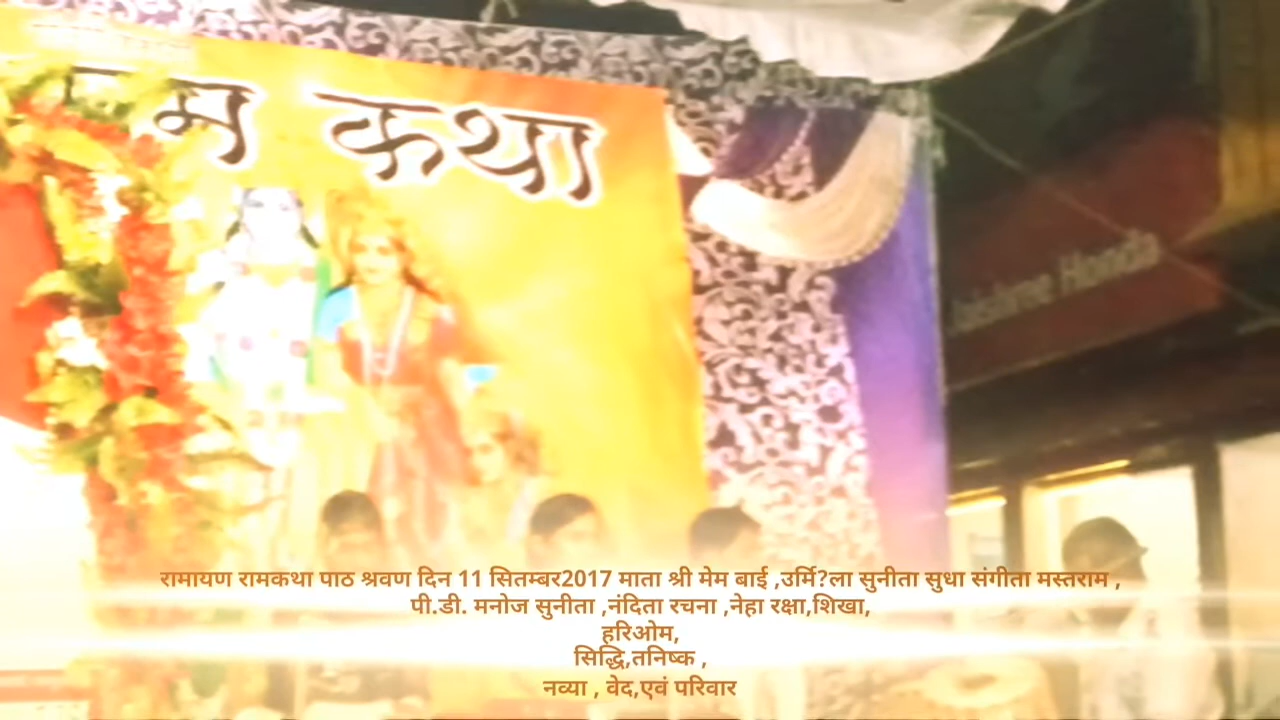 म कथा
Honda
रामायण रामकथा पाठ श्रवण दिन 11 सितम्बर2017 माता श्री मेम बाई ,उर्मि?ला सुनीता सुधा संगीता मस्तराम ,
पी.डी. मनोज सुनीता ,नंदिता रचना ,नेहा रक्षा,शिखा,
हरिओम,
सिद्धि,तनिष्क ,
नव्या , वेद,एवं परिवार